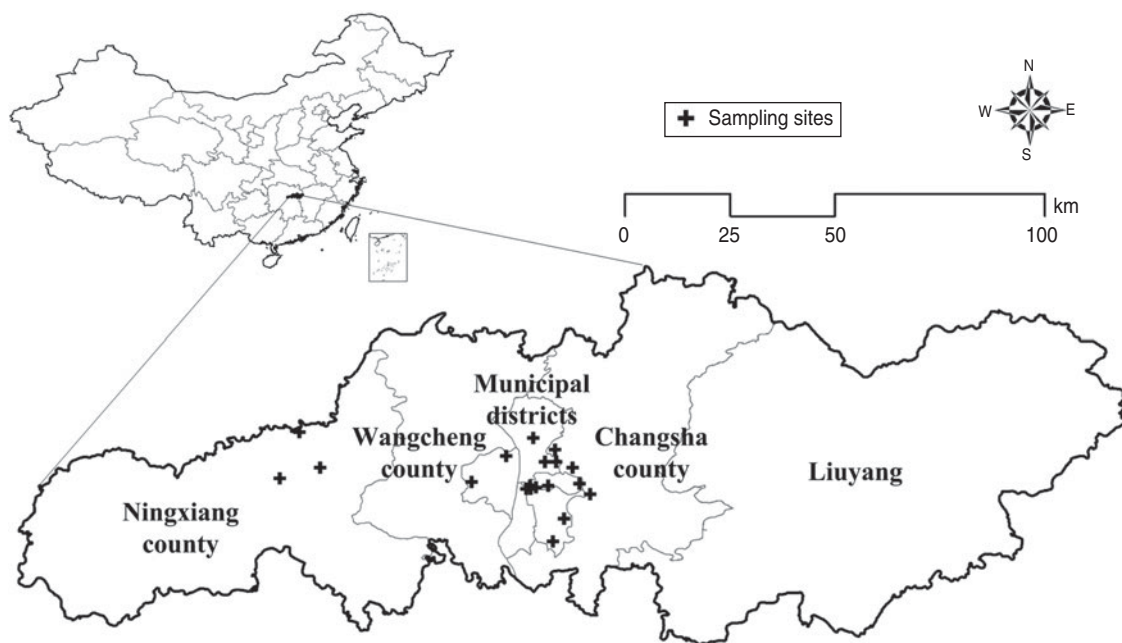 N
W E
S
Sampling sites
km
0 25 50 100
Municipal
districts
Wangcheng
county
Changsha
county
Liuyang
Ningxiang
county